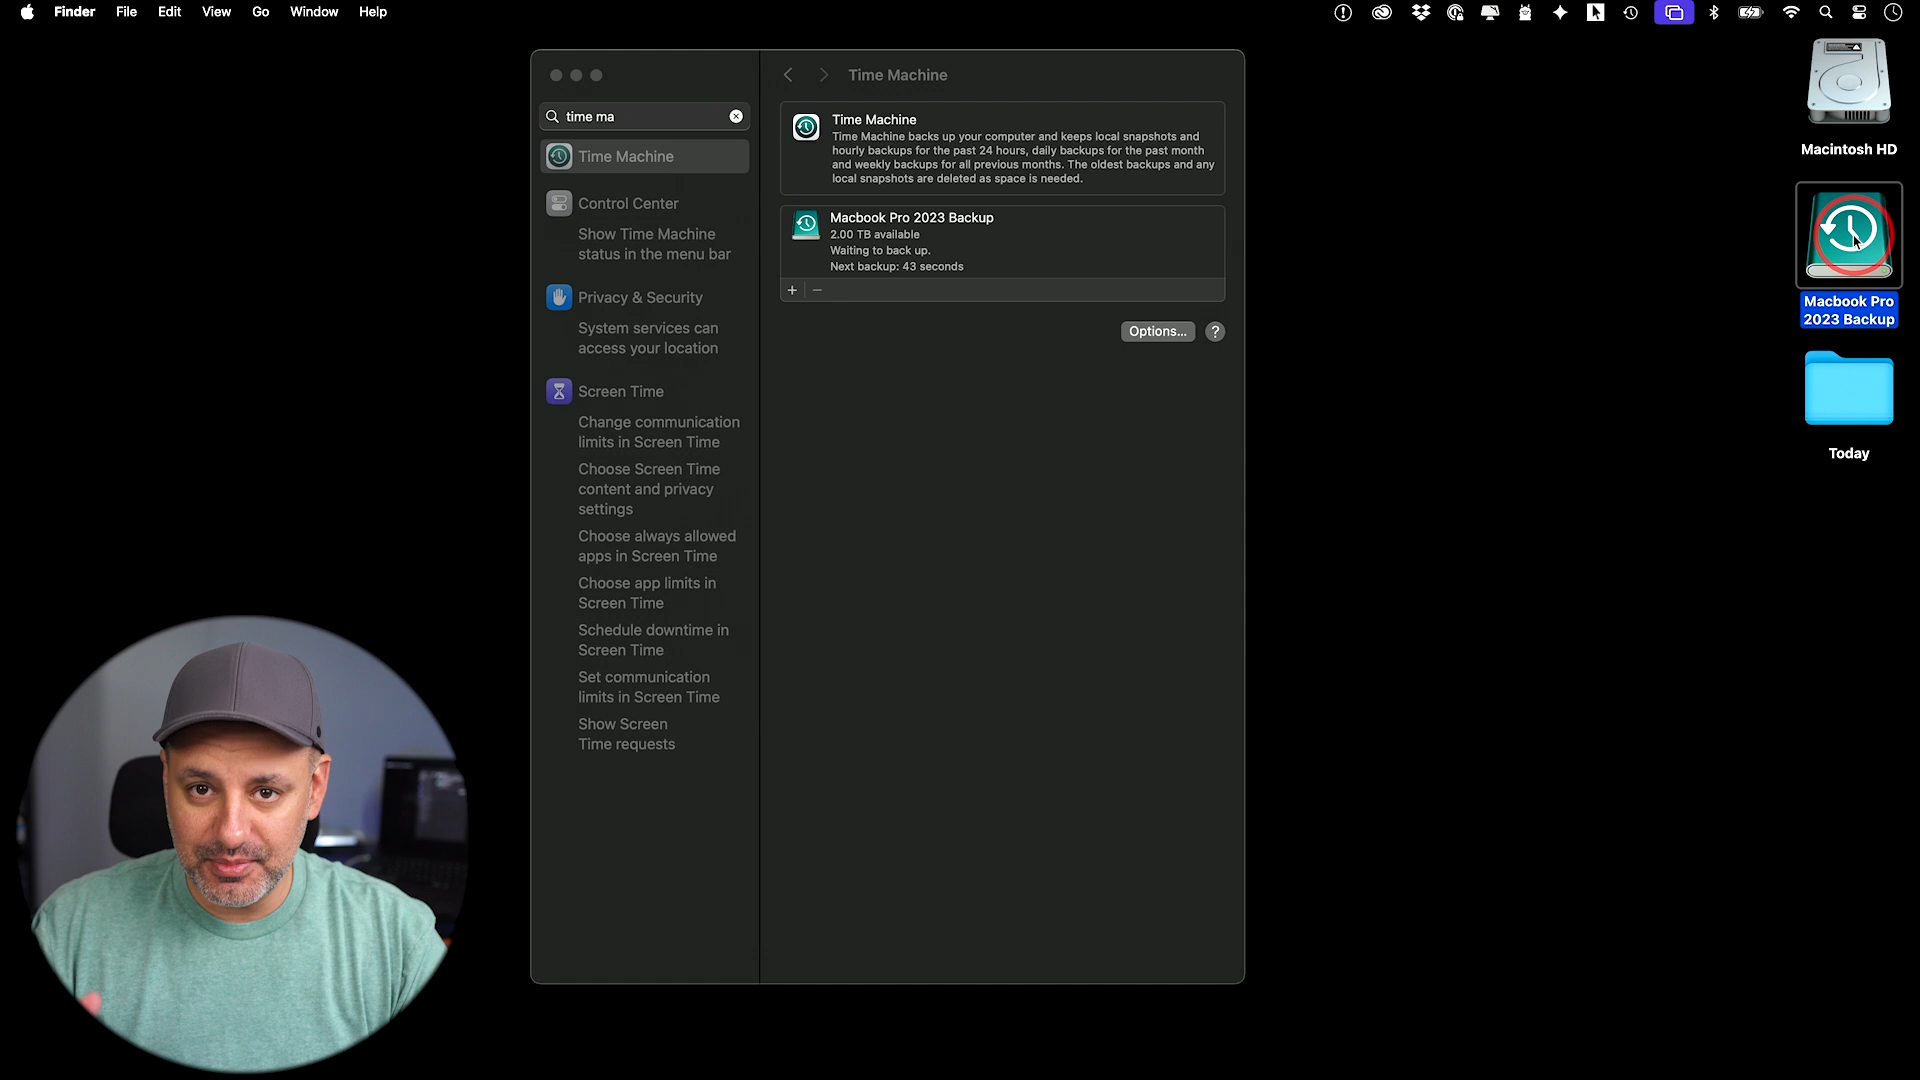 Finder File Edit View Go Window Help
time ma
Time Machine
Control Center
Show Time Machine
status in the menu bar
Privacy & Security
System services can
access your location
Screen Time
Change communication
limits in Screen Time
Choose Screen Time
content and privacy
settings
Choose always allowed
apps in Screen Time
Choose app limits in
Screen Time
Schedule downtime in
Screen Time
Set communication
limits in Screen Time
Show Screen
Time requests
Time Machine
Time Machine
Time Machine backs up your computer and keeps local snapshots and
hourly backups for the past 24 hours, daily backups for the past month
and weekly backups for all previous months. The oldest backups and any
local snapshots are deleted as space is needed.
Macbook Pro 2023 Backup
2.00 TB available
Waiting to back up.
Next backup: 43 seconds
+ −
Options... ?
Macintosh HD
Macbook Pro
2023 Backup
Today